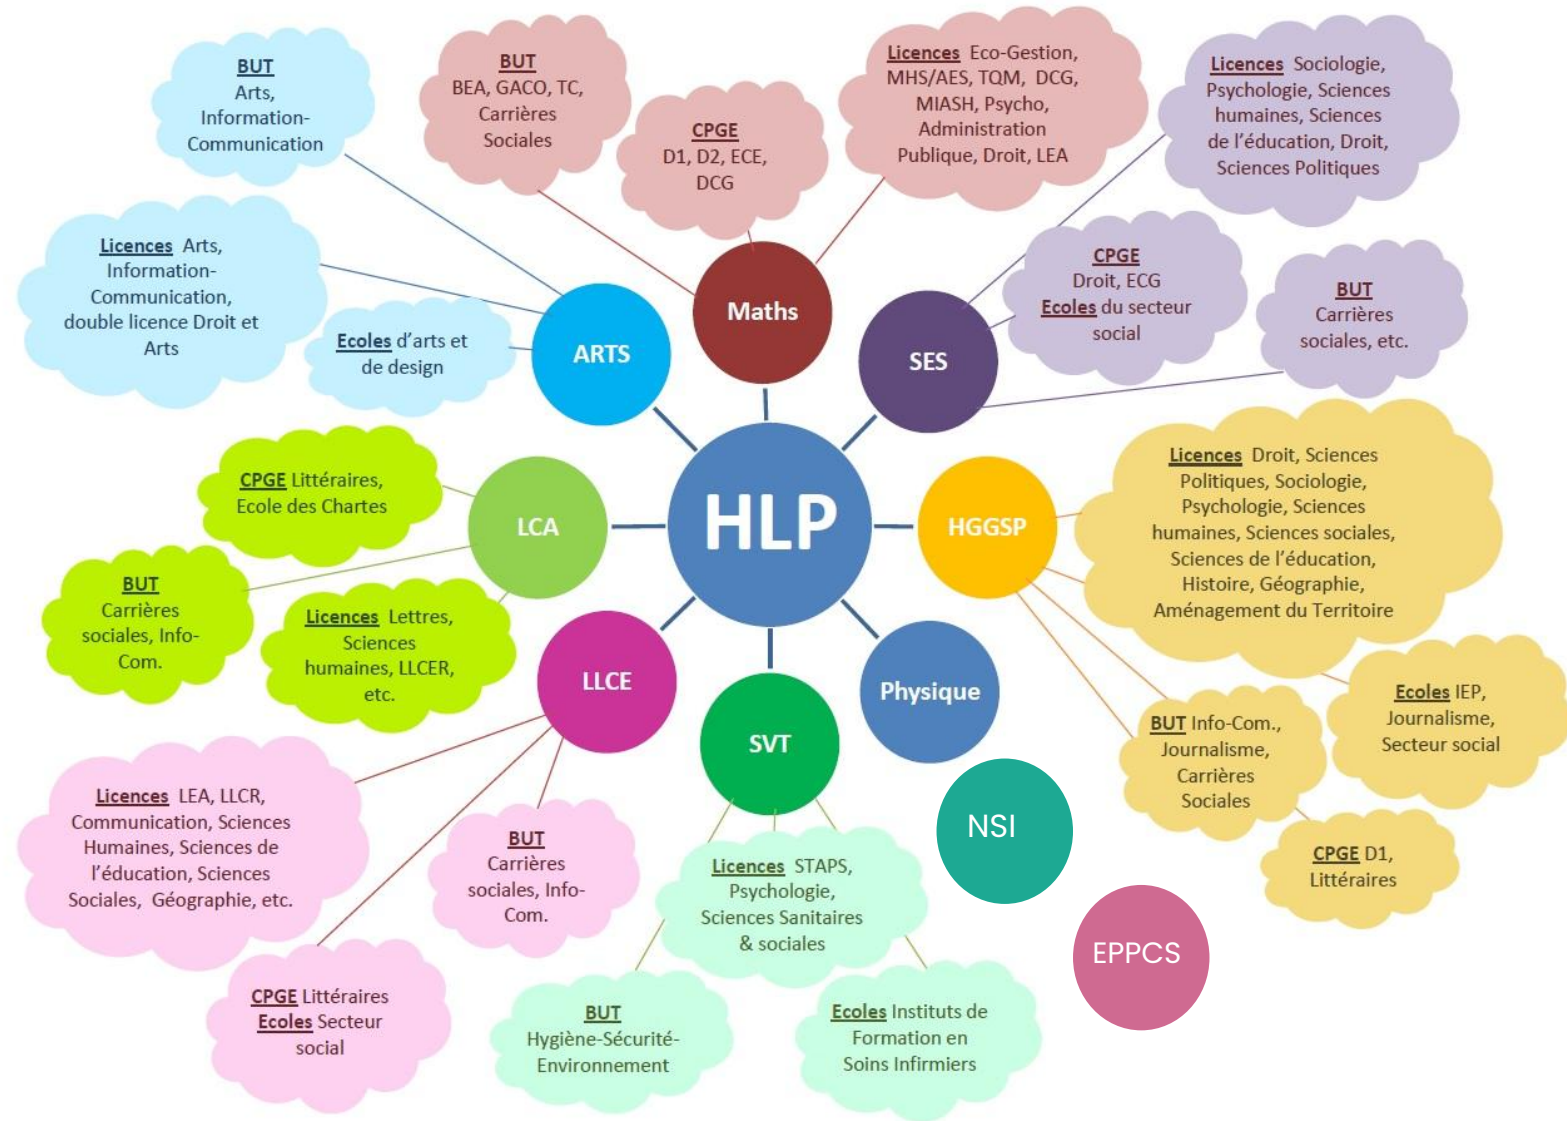 BUT
Arts,
Information-
Communication
BUT
BEA, GACO, TC,
Carrières
Sociales
CPGE
D1, D2, ECE,
DCG
Licences Eco-Gestion,
MHS/AES, TQM, DCG,
MIASH, Psycho,
Administration
Publique, Droit, LEA
Licences Sociologie,
Psychologie, Sciences
humaines, Sciences
de l'éducation, Droit,
Sciences Politiques
Licences Arts,
Information-
Communication,
double licence Droit et
Arts
Ecoles d'arts et
de design
ARTS
Maths
SES
CPGE
Droit, ECG
Ecoles du secteur
social
BUT
Carrières
sociales, etc.
CPGE Littéraires,
Ecole des Chartes
LCA
HLP
HGGSP
Licences Droit, Sciences
Politiques, Sociologie,
Psychologie, Sciences
humaines, Sciences sociales,
Sciences de l'éducation,
Histoire, Géographie,
Aménagement du Territoire
BUT
Carrières
sociales, Info-
Com.
Licences Lettres,
Sciences
humaines, LLCER,
etc.
LLCE
SVT
Physique
BUT Info-Com.,
Journalisme,
Carrières
Sociales
Ecoles IEP,
Journalisme,
Secteur social
Licences LEA, LLCR,
Communication, Sciences
Humaines, Sciences de
l'éducation, Sciences
Sociales, Géographie, etc.
BUT
Carrières
sociales, Info-
Com.
Licences STAPS,
Psychologie,
Sciences Sanitaires
& sociales
NSI
CPGE D1,
Littéraires
EPPCS
CPGE Littéraires
Ecoles Secteur
social
BUT
Hygiène-Sécurité-
Environnement
Ecoles Instituts de
Formation en
Soins Infirmiers